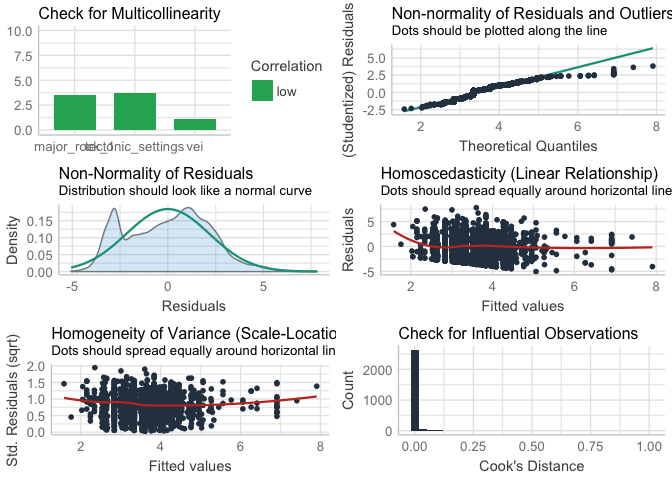 Check for Multicollinearity
10.0
7.5
5.0
2.5
0.0
vei
Correlation
low
Non-normality of Residuals and Outliers
Dots should be plotted along the line
(Studentized) Residuals
5.0
2.5
0.0
-2.5
2 4 6 8
Theoretical Quantiles
Non-Normality of Residuals
Distribution should look like a normal curve
Density
0.15
0.10
0.05
0.00
-5 0 5
Residuals
Homoscedasticity (Linear Relationship)
Dots should spread equally around horizontal line
Residuals
5
0
-5
2 4 6 8
Fitted values
Homogeneity of Variance (Scale-Locatio
Dots should spread equally around horizontal lin
Std. Residuals (sqrt)
2.0
1.5
1.0
0.5
0.0
2 4 6 8
Fitted values
Check for Influential Observations
Count
2000
1000
0
0.00 0.25 0.50 0.75 1.00
Cook's Distance